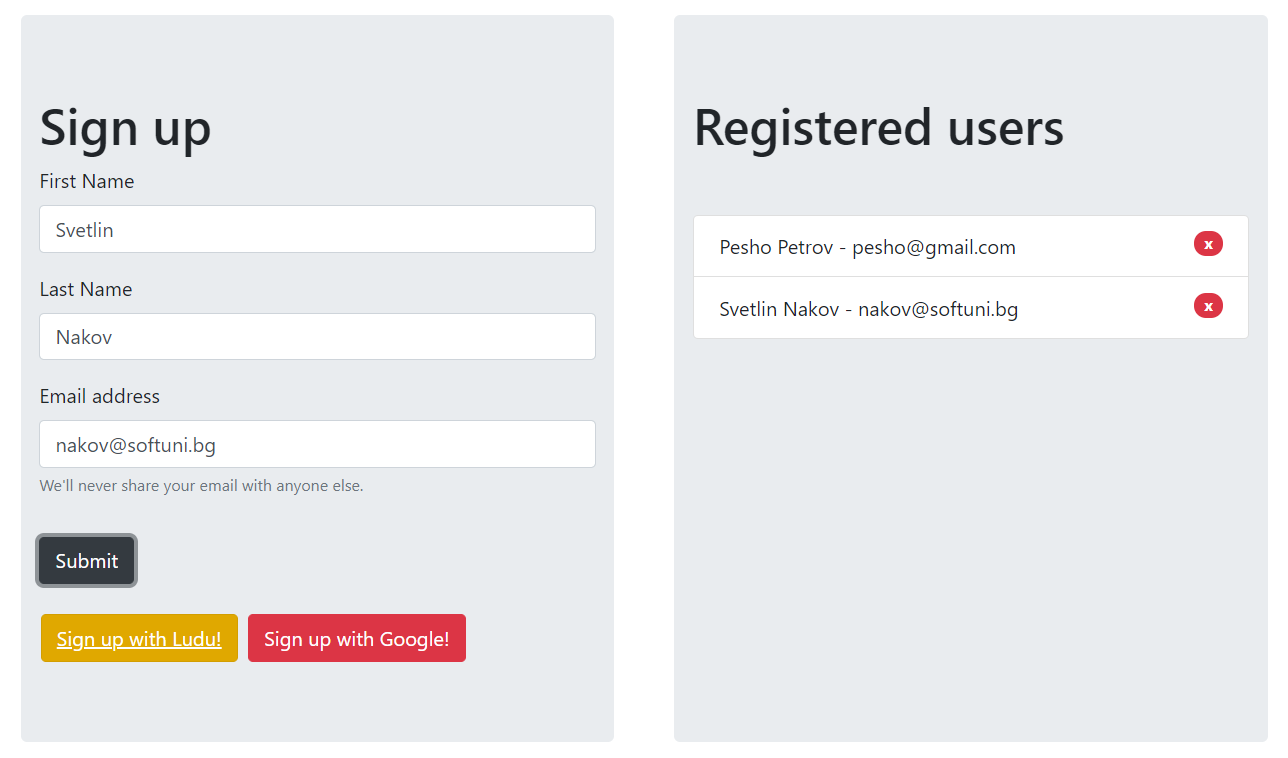 Sign up
First Name
Svetlin
Last Name
Nakov
Email address
nakov@softuni.bg
We'll never share your email with anyone else.
Submit
Sign up with Ludu! Sign up with Google!
Registered users
Pesho Petrov - pesho@gmail.com x
Svetlin Nakov - nakov@softuni.bg x